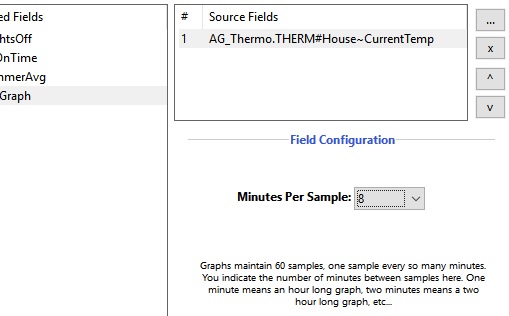 ed Fields
# Source Fields
...
htsOff
1 AG_Thermo.THERM#House~CurrentTemp
x
OnTime
nmerAvg
^
Graph
v
Field Configuration
Minutes Per Sample: 8
Graphs maintain 60 samples, one sample every so many minutes.
You indicate the number of minutes between samples here. One
minute means an hour long graph, two minutes means a two
hour long graph, etc...